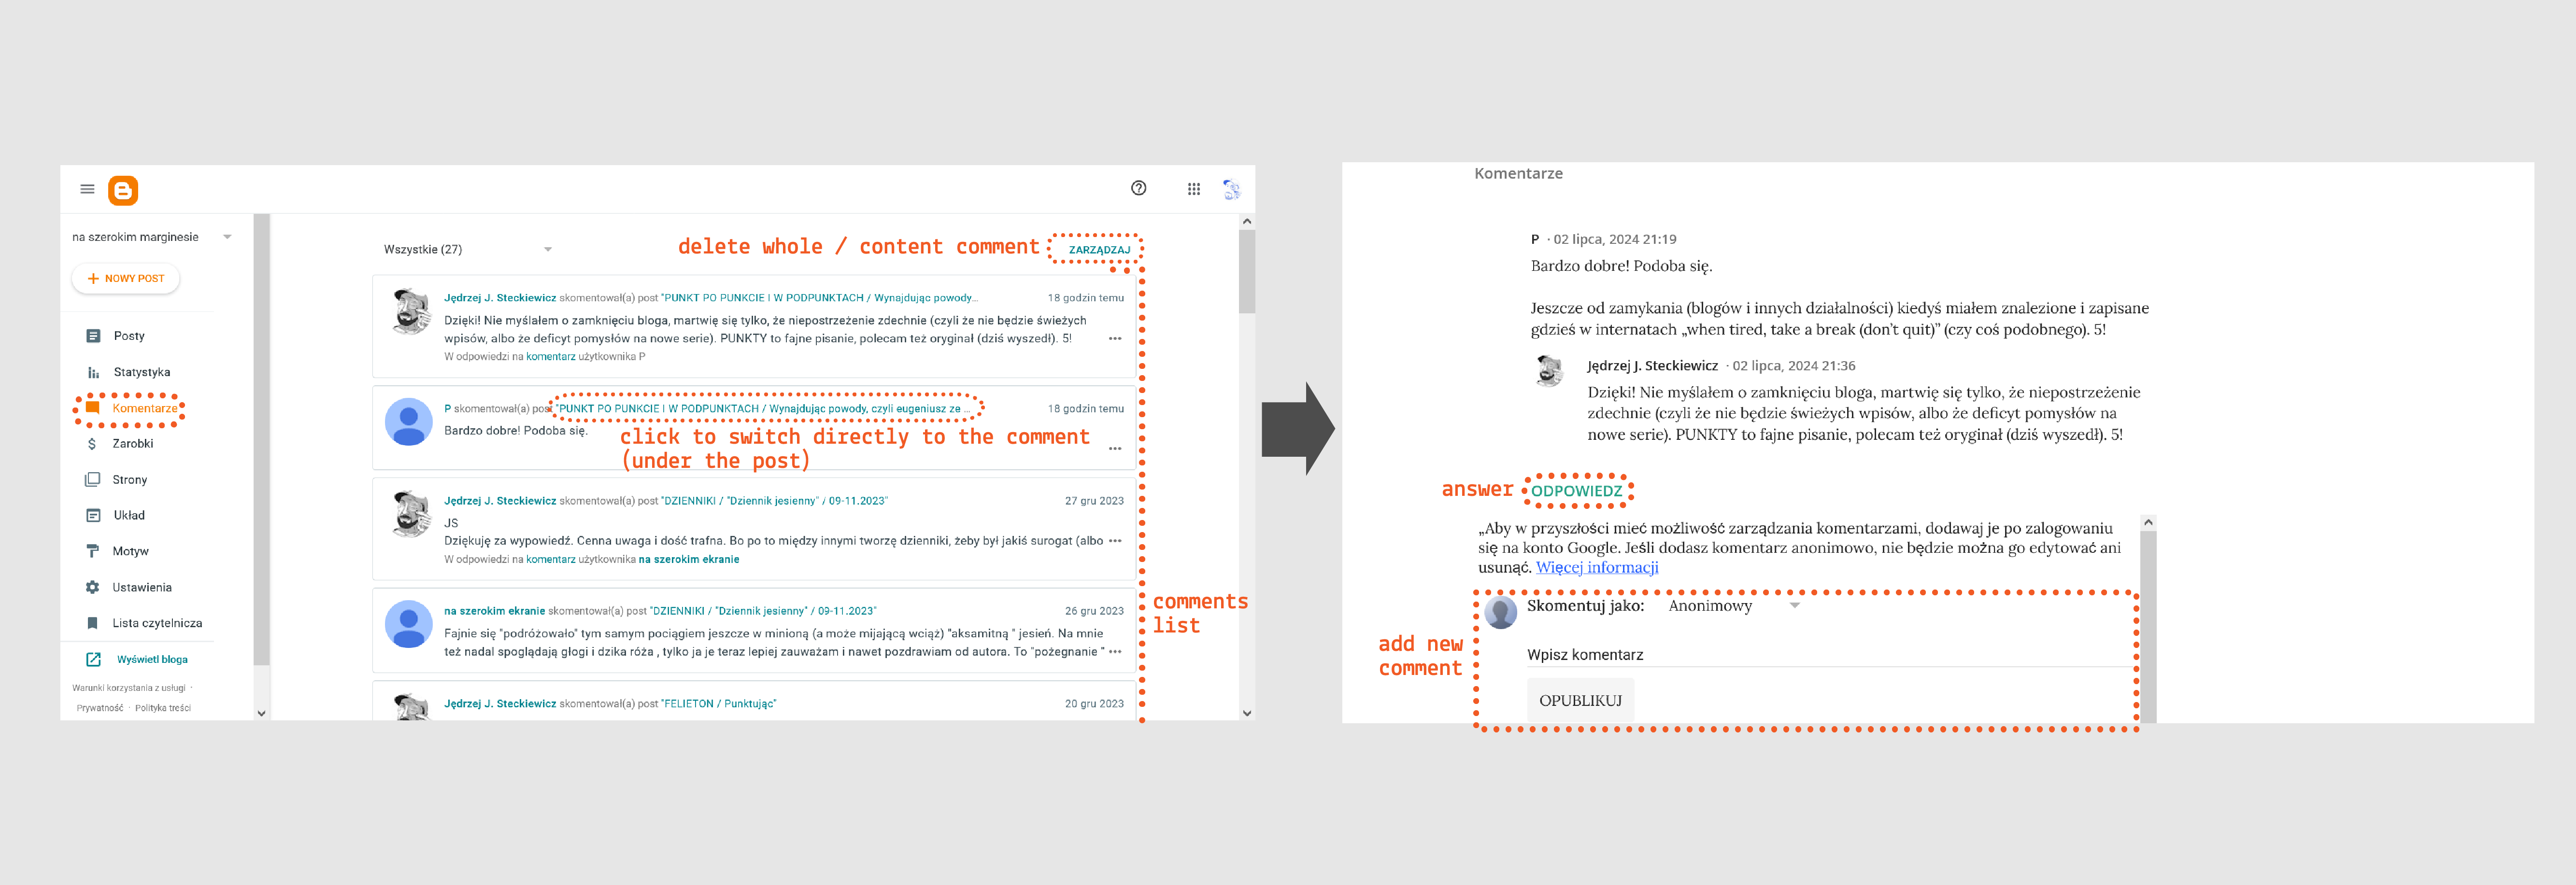 na szerokim marginesie
NOWY POST
Posty
Statystyka
Komentarze
Zarobki
Strony
Układ
Motyw
Ustawienia
Lista czytelnicza
Wyświetl bloga
Warunki korzystania z usługi ·
Prywatność · Polityka treści
Wszystkie (27)
delete whole / content comment
ZARZĄDZAJ
Jędrzej J. Steckiewicz skomentował(a) post "PUNKT PO PUNKCIE I W PODPUNKTACH / Wynajdując powody...
18 godzin temu
Dzięki! Nie myślałem o zamknięciu bloga, martwię się tylko, że niepostrzeżenie zdechnie (czyli że nie będzie świeżych
wpisów, albo że deficyt pomysłów na nowe serie). PUNKTY to fajne pisanie, polecam też oryginał (dziś wyszedł). 5!
W odpowiedzi na komentarz użytkownika P
P skomentował(a) post "PUNKT PO PUNKCIE I W PODPUNKTACH / Wynajdując powody, czyli eugeniusz ze ...
18 godzin temu
Bardzo dobre! Podoba się.
click to switch directly to the comment
(under the post)
Jędrzej J. Steckiewicz skomentował(a) post "DZIENNIKI / "Dziennik jesienny" / 09-11.2023"
27 gru 2023
JS
Dziękuję za wypowiedź. Cenna uwaga i dość trafna. Bo po to między innymi tworzę dzienniki, żeby był jakiś surogat (albo
W odpowiedzi na komentarz użytkownika na szerokim ekranie
na szerokim ekranie skomentował(a) post "DZIENNIKI / "Dziennik jesienny" / 09-11.2023"
26 gru 2023
Fajnie się "podróżowało" tym samym pociągiem jeszcze w minioną (a może mijającą wciąż) "aksamitną " jesień. Na mnie
też nadal spoglądają głogi i dzika róża , tylko ja je teraz lepiej zauważam i nawet pozdrawiam od autora. To "pożegnanie "
Jędrzej J. Steckiewicz skomentował(a) post "FELIETON / Punktując"
20 gru 2023
comments
list
Komentarze
P · 02 lipca, 2024 21:19
Bardzo dobre! Podoba się.
Jeszcze od zamykania (blogów i innych działalności) kiedyś miałem znalezione i zapisane
gdzieś w internatach „when tired, take a break (don't quit)” (czy coś podobnego). 5!
Jędrzej J. Steckiewicz · 02 lipca, 2024 21:36
Dzięki! Nie myślałem o zamknięciu bloga, martwię się tylko, że niepostrzeżenie
zdechnie (czyli że nie będzie świeżych wpisów, albo że deficyt pomysłów na
nowe serie). PUNKTY to fajne pisanie, polecam też oryginał (dziś wyszedł). 5!
answer
ODPOWIEDZ
„Aby w przyszłości mieć możliwość zarządzania komentarzami, dodawaj je po zalogowaniu
się na konto Google. Jeśli dodasz komentarz anonimowo, nie będzie można go edytować ani
usunąć. Więcej informacji
add new
comment
Skomentuj jako: Anonimowy
Wpisz komentarz
OPUBLIKUJ